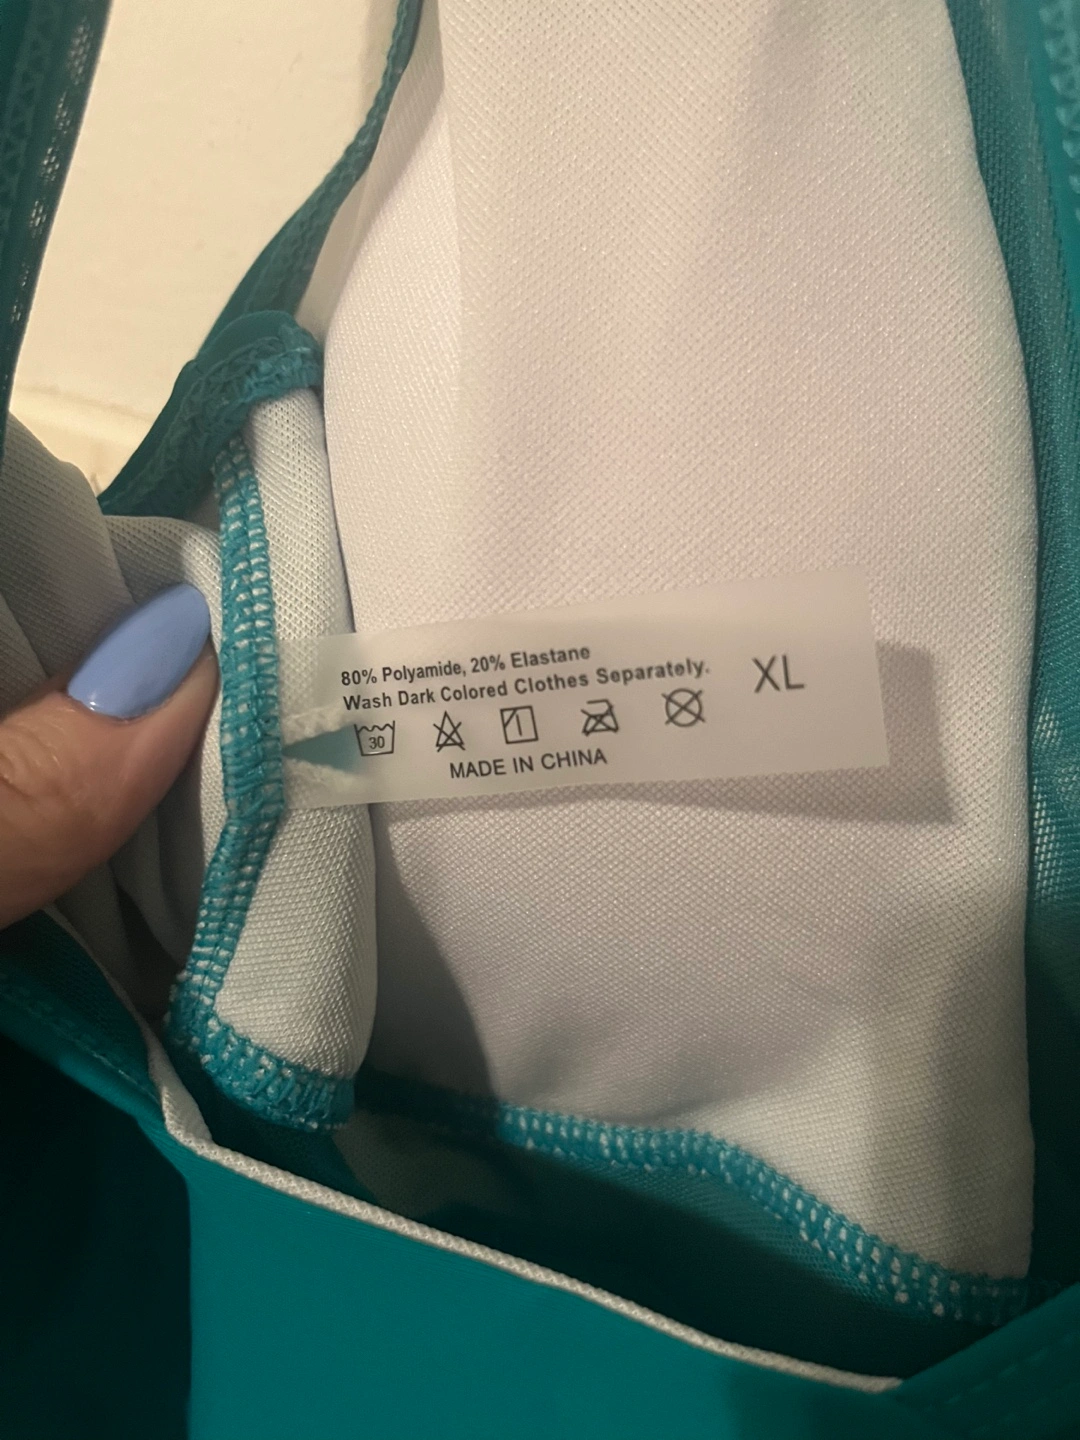 80% Polyamide, 20% Elastane
Wash Dark Colored Clothes Separately.
XL
30
MADE IN CHINA